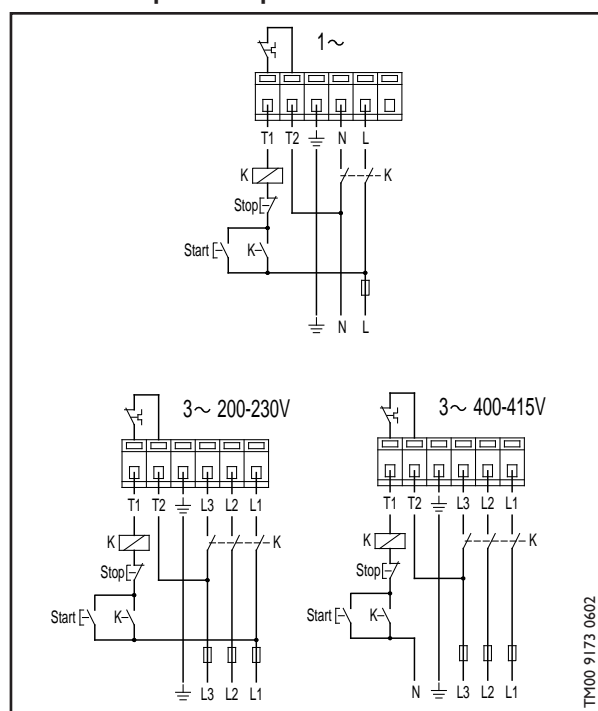 1~
T1 T2 N L
K K
Stop
Start K
N L
3~ 200-230V
T1 T2 L3 L2 L1
K K
Stop
Start K
L3 L2 L1
3~ 400-415V
T1 T2 L3 L2 L1
K K
Stop
Start K
N L3 L2 L1
TM00 9173 0602